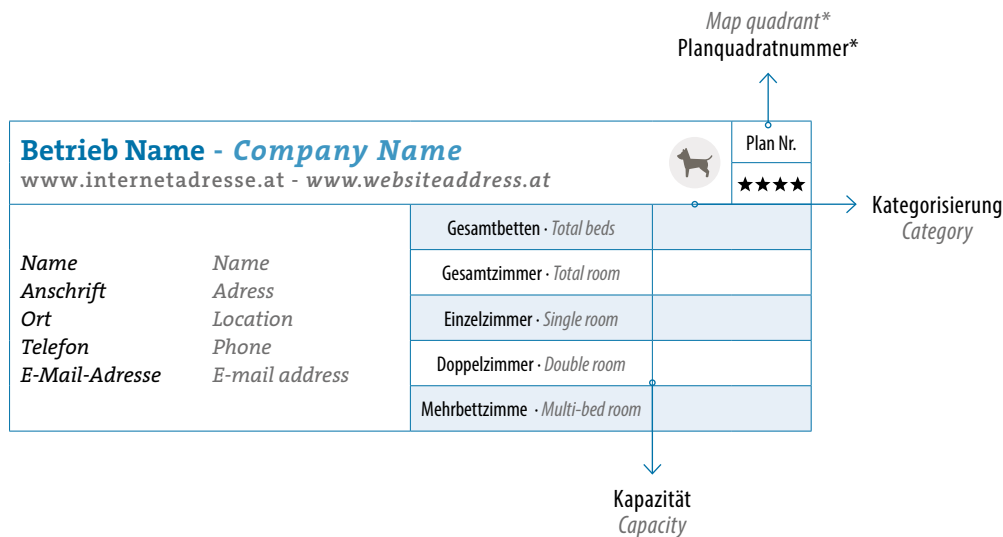 Map quadrant*
Planquadratnummer*
Betrieb Name - Company Name
www.internetadresse.at - www.websiteaddress.at
Plan Nr.
★★★★
Kategorisierung
Category
Name Name
Anschrift Adress
Ort Location
Telefon Phone
E-Mail-Adresse E-mail address
Gesamtbetten · Total beds
Gesamtzimmer · Total room
Einzelzimmer · Single room
Doppelzimmer · Double room
Mehrbettzimme · Multi-bed room
Kapazität
Capacity